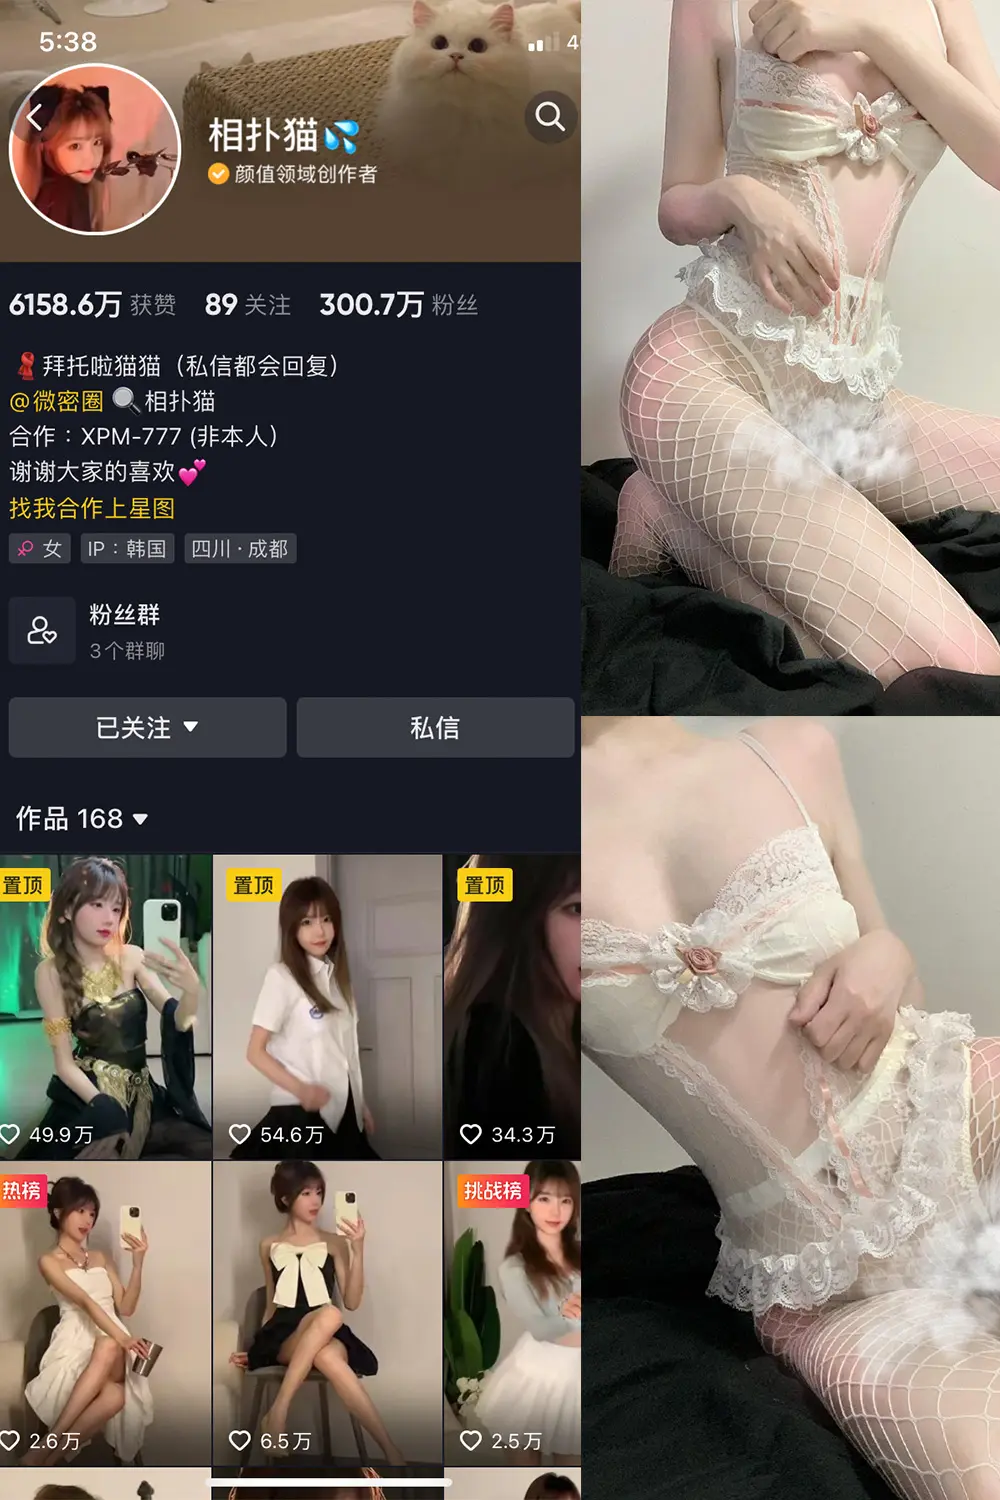 5:38
4
相扑猫💦
颜值领域创作者
6158.6万 获赞 89 关注 300.7万 粉丝
🧣拜托啦猫猫（私信都会回复）
@微密圈 🔍相扑猫
合作：XPM-777 (非本人)
谢谢大家的喜欢💕
找我合作上星图
女 IP：韩国 四川·成都
粉丝群
3个群聊
已关注 私信
作品 168
置顶 置顶 置顶
49.9万 54.6万 34.3万
热榜 挑战榜
2.6万 6.5万 2.5万